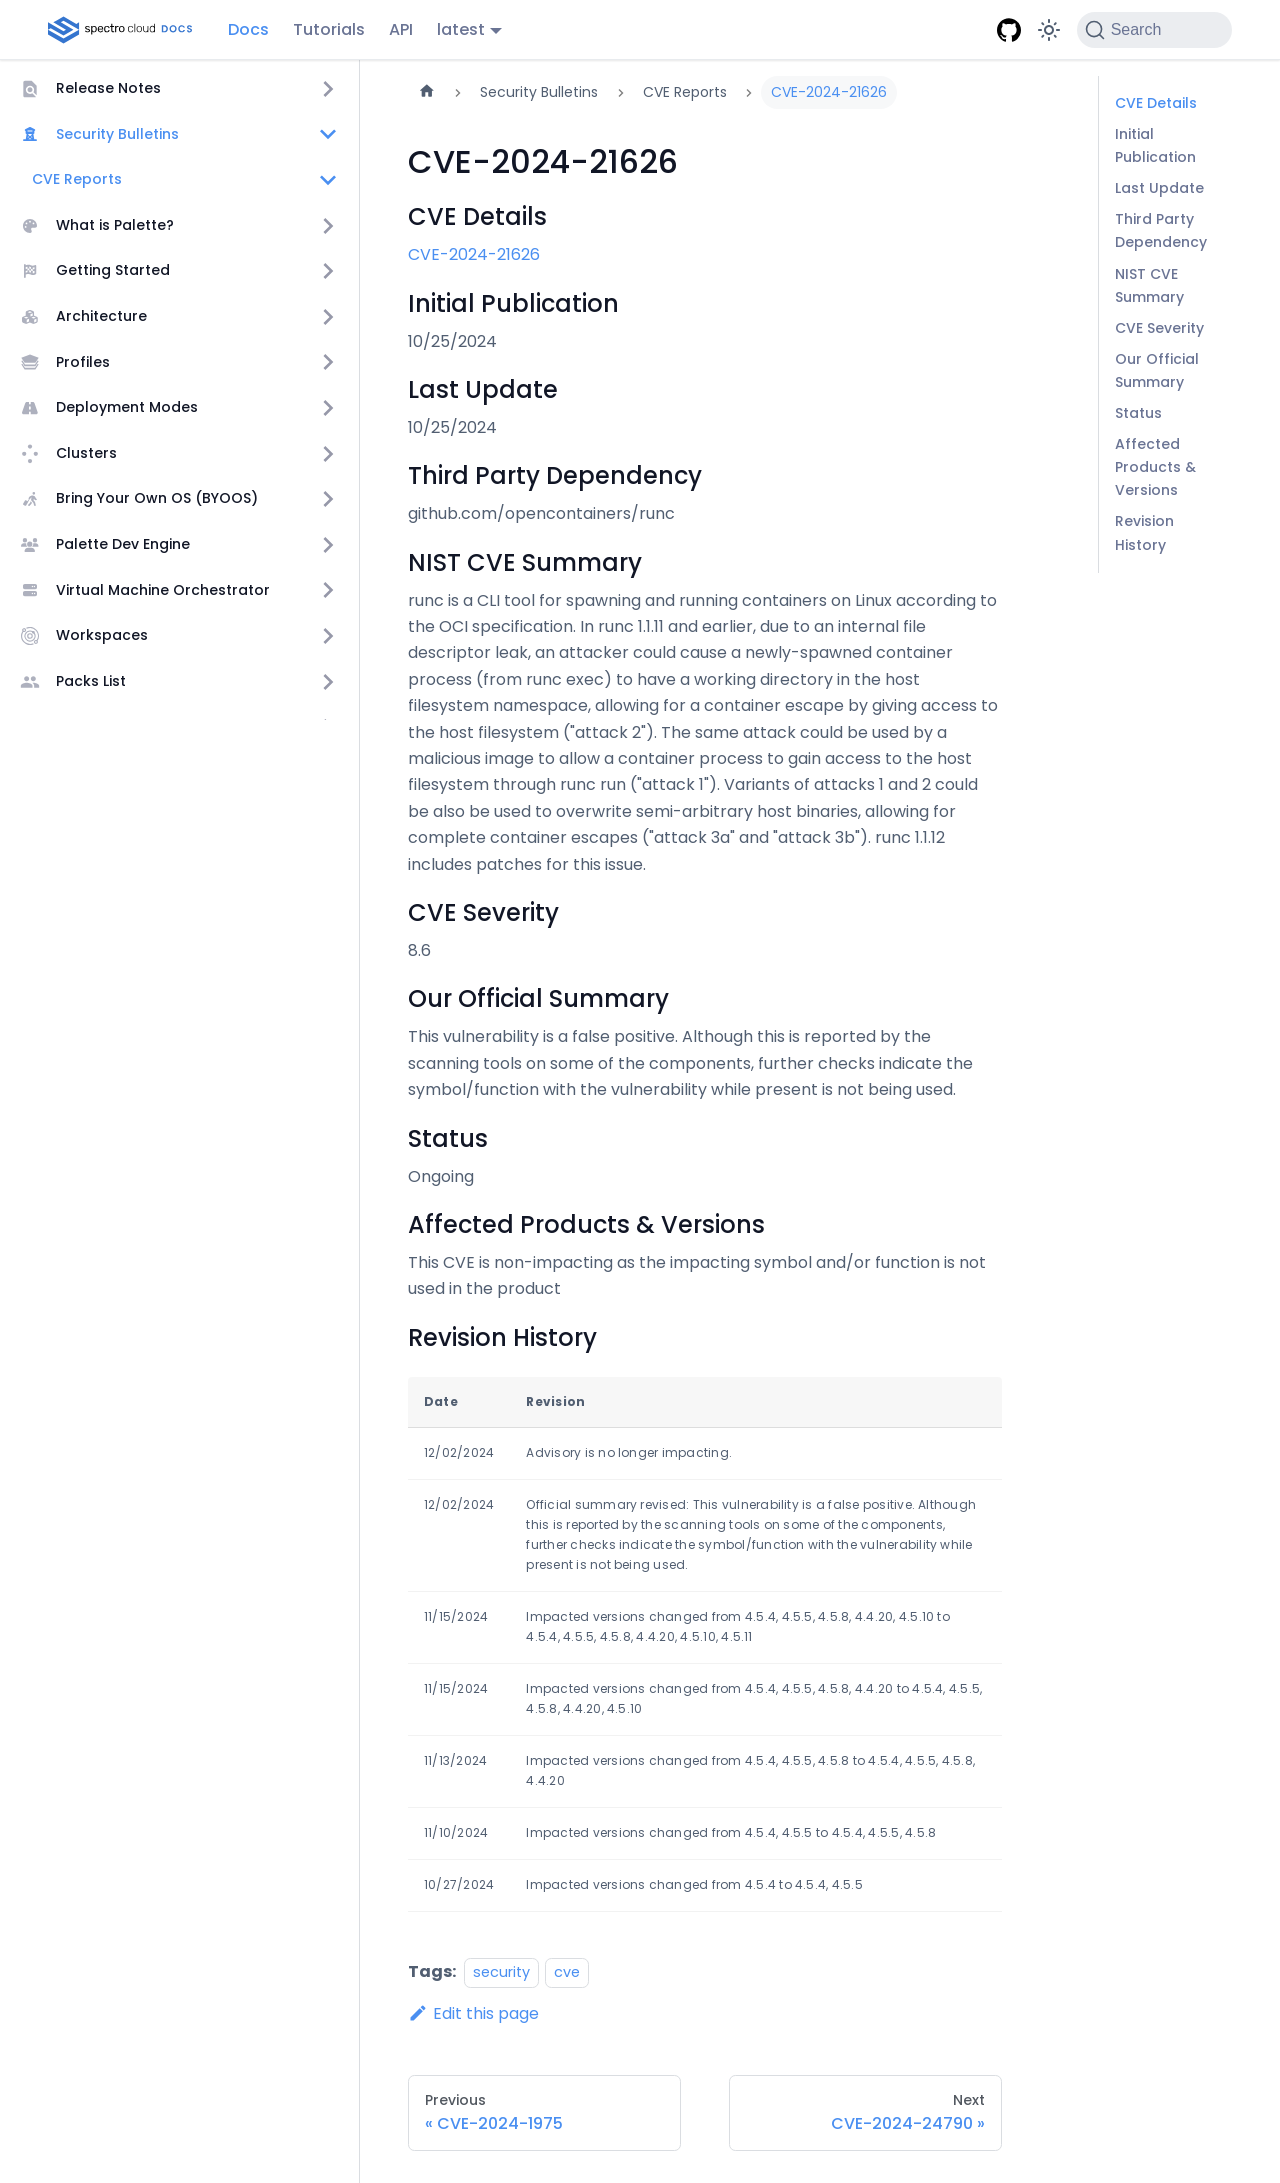 spectro cloud DOCS
Docs
Tutorials
API
latest
Search
Release Notes
Security Bulletins
CVE Reports
What is Palette?
Getting Started
Architecture
Profiles
Deployment Modes
Clusters
Bring Your Own OS (BYOOS)
Palette Dev Engine
Virtual Machine Orchestrator
Workspaces
Packs List
Security Bulletins
CVE Reports
CVE-2024-21626
CVE-2024-21626
CVE Details
CVE-2024-21626
Initial Publication
10/25/2024
Last Update
10/25/2024
Third Party Dependency
github.com/opencontainers/runc
NIST CVE Summary
runc is a CLI tool for spawning and running containers on Linux according to
the OCI specification. In runc 1.1.11 and earlier, due to an internal file
descriptor leak, an attacker could cause a newly-spawned container
process (from runc exec) to have a working directory in the host
filesystem namespace, allowing for a container escape by giving access to
the host filesystem ("attack 2"). The same attack could be used by a
malicious image to allow a container process to gain access to the host
filesystem through runc run ("attack 1"). Variants of attacks 1 and 2 could
be also be used to overwrite semi-arbitrary host binaries, allowing for
complete container escapes ("attack 3a" and "attack 3b"). runc 1.1.12
includes patches for this issue.
CVE Severity
8.6
Our Official Summary
This vulnerability is a false positive. Although this is reported by the
scanning tools on some of the components, further checks indicate the
symbol/function with the vulnerability while present is not being used.
Status
Ongoing
Affected Products & Versions
This CVE is non-impacting as the impacting symbol and/or function is not
used in the product
Revision History
Date Revision
12/02/2024 Advisory is no longer impacting.
12/02/2024 Official summary revised: This vulnerability is a false positive. Although
this is reported by the scanning tools on some of the components,
further checks indicate the symbol/function with the vulnerability while
present is not being used.
11/15/2024 Impacted versions changed from 4.5.4, 4.5.5, 4.5.8, 4.4.20, 4.5.10 to
4.5.4, 4.5.5, 4.5.8, 4.4.20, 4.5.10, 4.5.11
11/15/2024 Impacted versions changed from 4.5.4, 4.5.5, 4.5.8, 4.4.20 to 4.5.4, 4.5.5,
4.5.8, 4.4.20, 4.5.10
11/13/2024 Impacted versions changed from 4.5.4, 4.5.5, 4.5.8 to 4.5.4, 4.5.5, 4.5.8,
4.4.20
11/10/2024 Impacted versions changed from 4.5.4, 4.5.5 to 4.5.4, 4.5.5, 4.5.8
10/27/2024 Impacted versions changed from 4.5.4 to 4.5.4, 4.5.5
Tags: security cve
Edit this page
Previous
« CVE-2024-1975
Next
CVE-2024-24790 »
CVE Details
Initial
Publication
Last Update
Third Party
Dependency
NIST CVE
Summary
CVE Severity
Our Official
Summary
Status
Affected
Products &
Versions
Revision
History